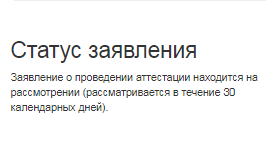 Статус заявления
Заявление о проведении аттестации находится на
рассмотрении (рассматривается в течение 30
календарных дней).